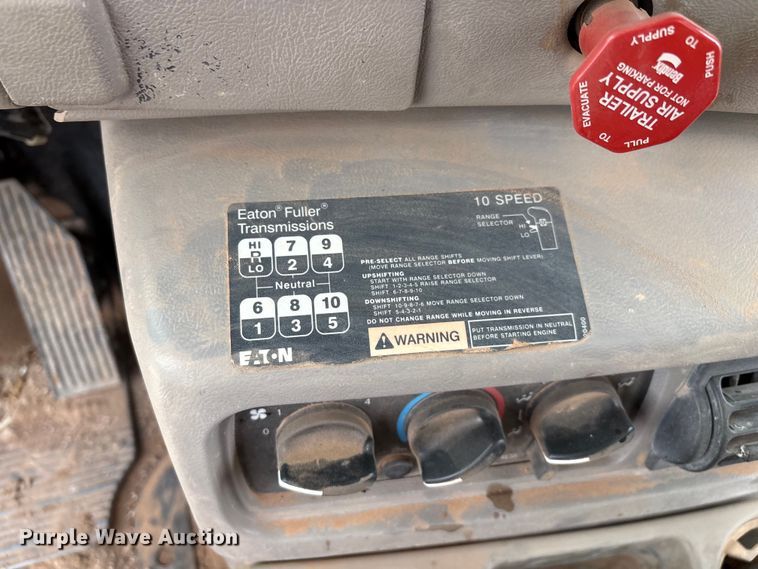 PUSH
TO
SUPPLY
Bendix
TRAILER
AIR SUPPLY
NOT FOR PARKING
EVACUATE
TO
PULL
Eaton® Fuller®
Transmissions
10 SPEED
RANGE
SELECTOR
HI
LO
HI
R
LO
7
2
9
4
Neutral
6
1
8
3
10
5
PRE-SELECT ALL RANGE SHIFTS
(MOVE RANGE SELECTOR BEFORE MOVING SHIFT LEVER)
UPSHIFTING
START WITH RANGE SELECTOR DOWN
SHIFT 1-2-3-4-5 RAISE RANGE SELECTOR
SHIFT 6-7-8-9-10
DOWNSHIFTING
SHIFT 10-9-8-7-6 MOVE RANGE SELECTOR DOWN
SHIFT 5-4-3-2-1
DO NOT CHANGE RANGE WHILE MOVING IN REVERSE
WARNING
PUT TRANSMISSION IN NEUTRAL
BEFORE STARTING ENGINE
EATON
0
1
4
Purple Wave Auction